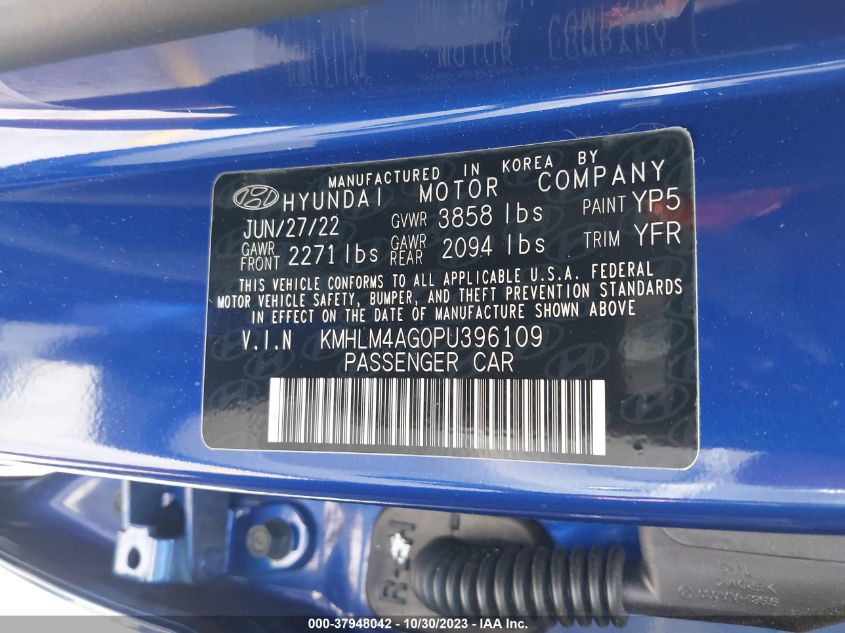 MANUFACTURED IN KOREA BY
HYUNDAI MOTOR COMPANY
JUN/27/22 GVWR 3858 lbs PAINT YP5
GAWR FRONT 2271 lbs GAWR REAR 2094 lbs TRIM YFR
THIS VEHICLE CONFORMS TO ALL APPLICABLE U.S.A. FEDERAL
MOTOR VEHICLE SAFETY, BUMPER, AND THEFT PREVENTION STANDARDS
IN EFFECT ON THE DATE OF MANUFACTURE SHOWN ABOVE
V.I.N KMHLM4AG0PU396109
PASSENGER CAR
000-37948042 - 10/30/2023 - IAA Inc.